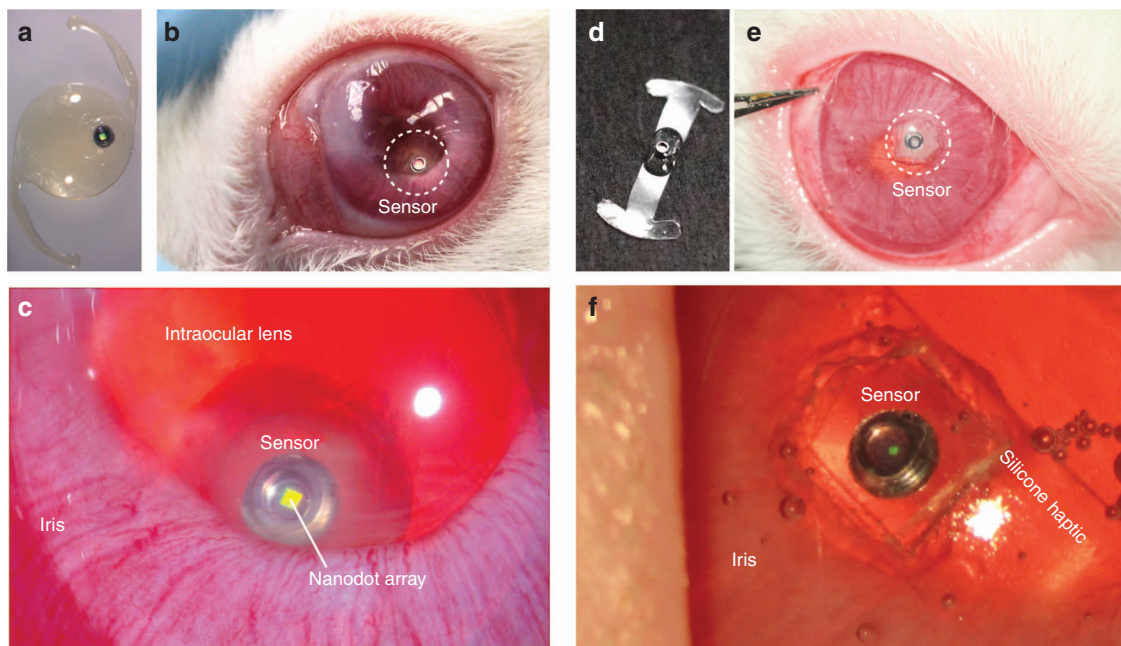 a
b
Sensor
c
Intraocular lens
Sensor
Iris
Nanodot array
d
e
Sensor
f
Sensor
Silicone haptic
Iris